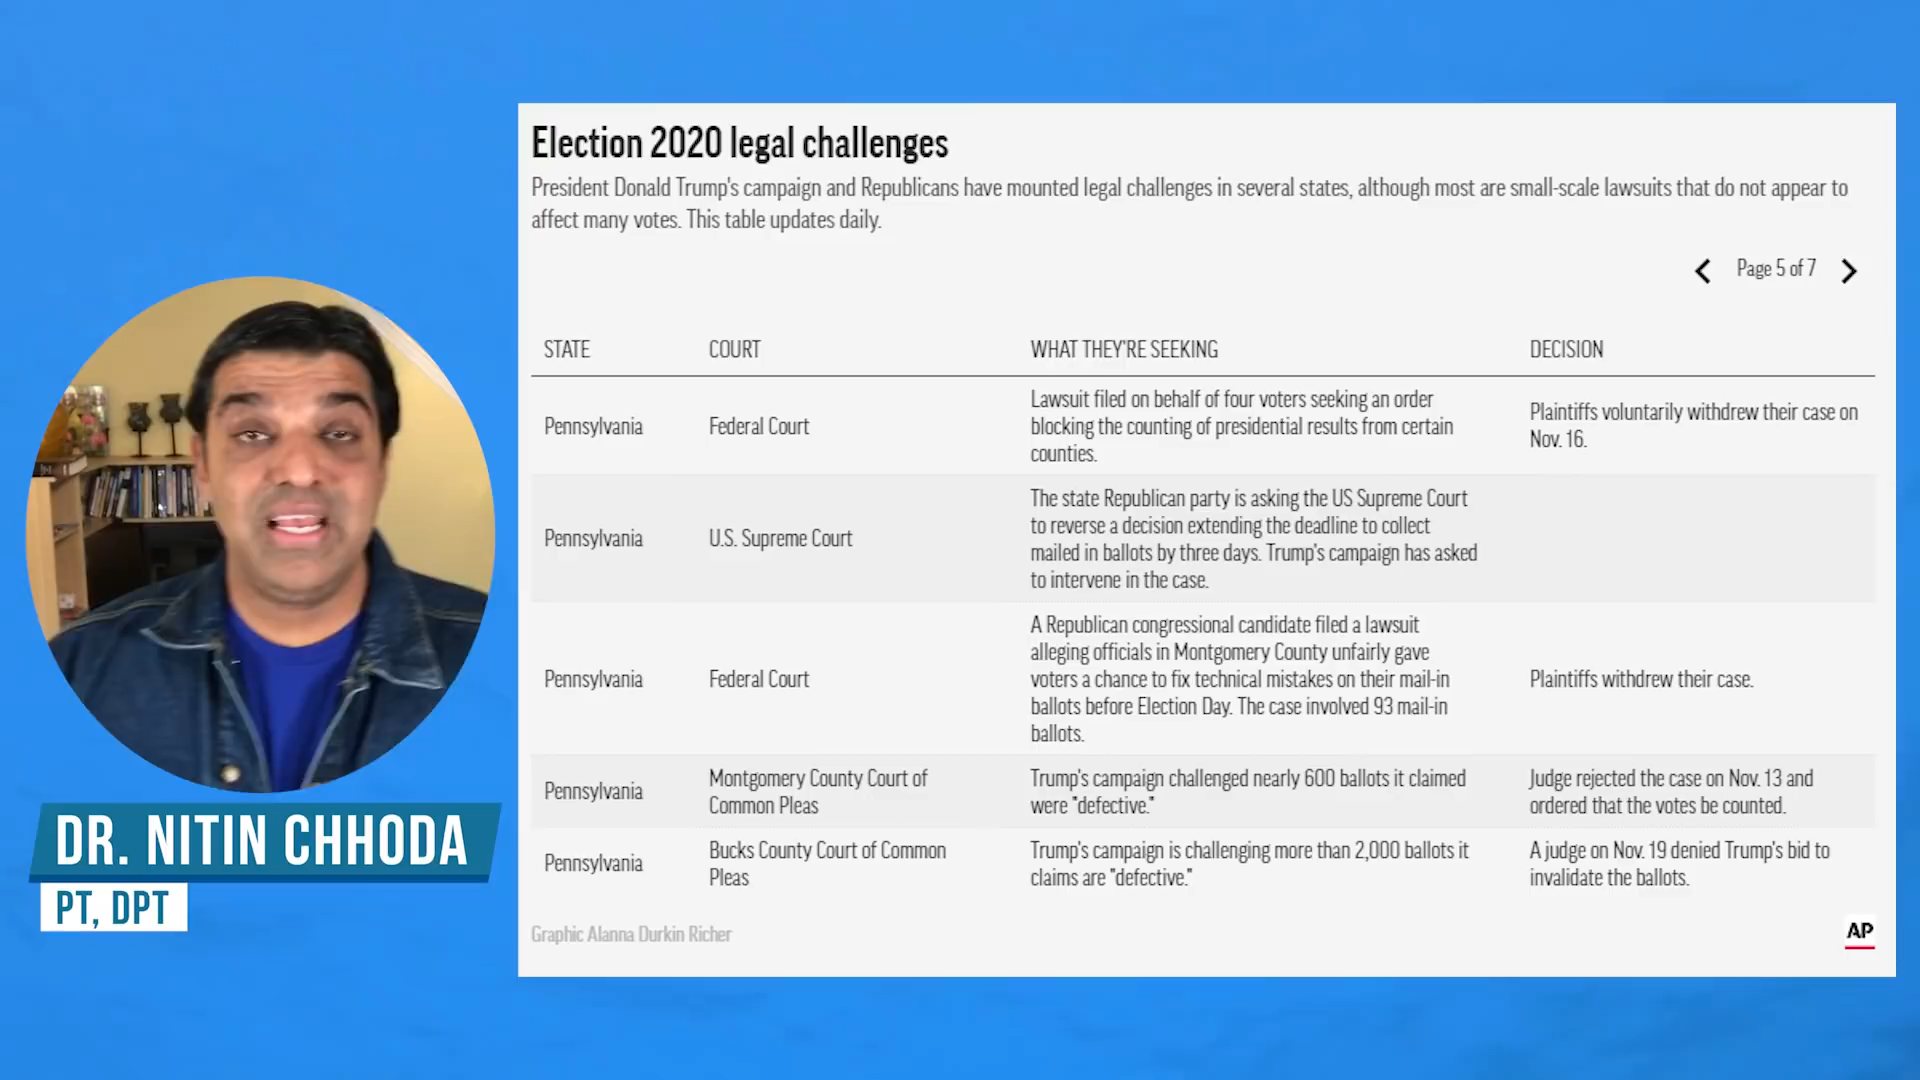 Election 2020 legal challenges
President Donald Trump's campaign and Republicans have mounted legal challenges in several states, although most are small-scale lawsuits that do not appear to
affect many votes. This table updates daily.
Page 5 of 7
STATE COURT WHAT THEY'RE SEEKING DECISION
Pennsylvania
Federal Court
Lawsuit filed on behalf of four voters seeking an order
blocking the counting of presidential results from certain
counties.
Plaintiffs voluntarily withdrew their case on
Nov. 16.
Pennsylvania
U.S. Supreme Court
The state Republican party is asking the US Supreme Court
to reverse a decision extending the deadline to collect
mailed in ballots by three days. Trump's campaign has asked
to intervene in the case.
Pennsylvania
Federal Court
A Republican congressional candidate filed a lawsuit
alleging officials in Montgomery County unfairly gave
voters a chance to fix technical mistakes on their mail-in
ballots before Election Day. The case involved 93 mail-in
ballots.
Plaintiffs withdrew their case.
Pennsylvania
Montgomery County Court of
Common Pleas
Trump's campaign challenged nearly 600 ballots it claimed
were "defective."
Judge rejected the case on Nov. 13 and
ordered that the votes be counted.
Pennsylvania
Bucks County Court of Common
Pleas
Trump's campaign is challenging more than 2,000 ballots it
claims are "defective."
A judge on Nov. 19 denied Trump's bid to
invalidate the ballots.
Graphic Alanna Durkin Richer
AP
DR. NITIN CHHODA
PT, DPT